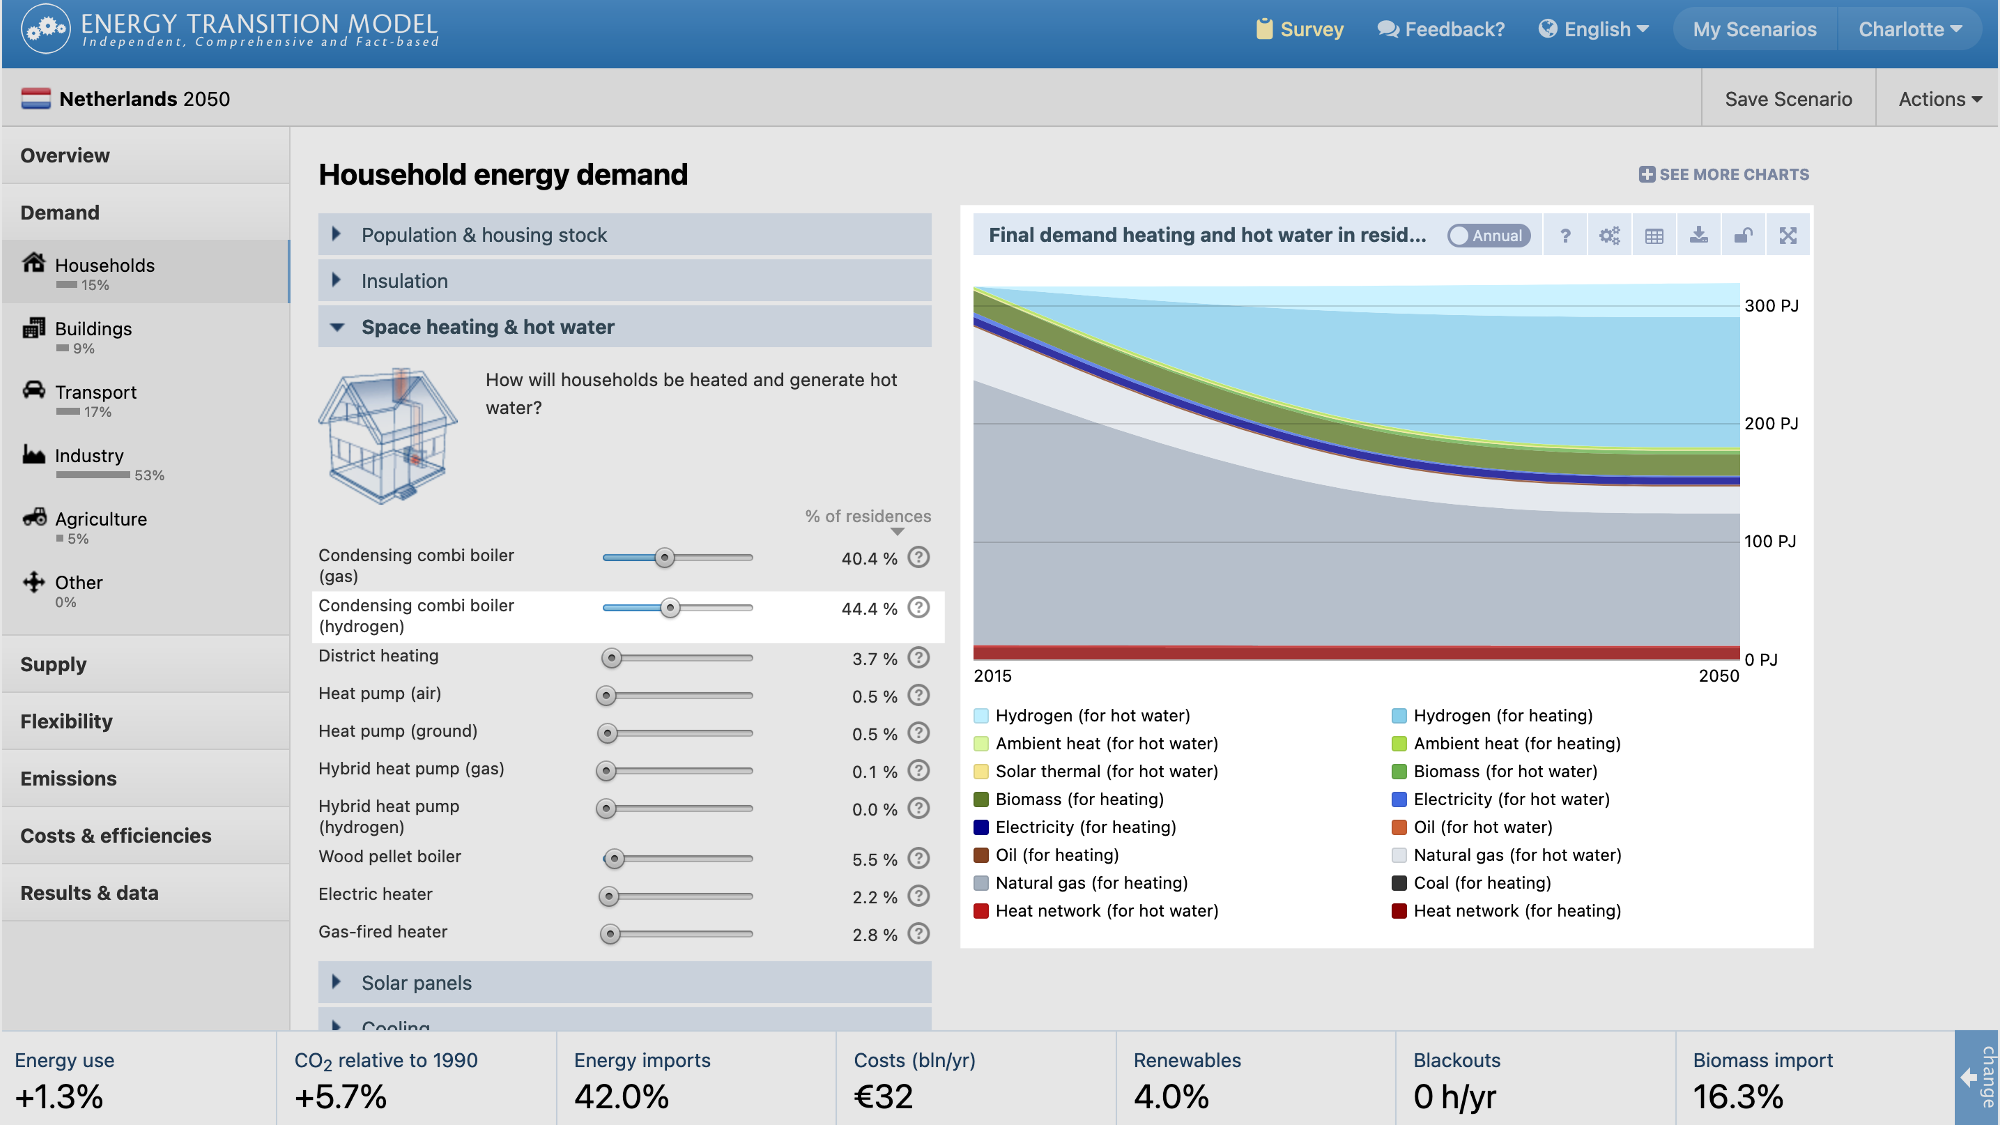 ENERGY TRANSITION MODEL
Independent, Comprehensive and Fact-based
Survey
Feedback?
English
My Scenarios
Charlotte
Netherlands 2050
Save Scenario
Actions
Overview
Demand
Households
15%
Buildings
9%
Transport
17%
Industry
53%
Agriculture
5%
Other
0%
Supply
Flexibility
Emissions
Costs & efficiencies
Results & data
Household energy demand
SEE MORE CHARTS
Population & housing stock
Insulation
Space heating & hot water
How will households be heated and generate hot
water?
% of residences
Condensing combi boiler
(gas)
40.4 %
?
Condensing combi boiler
(hydrogen)
44.4 %
?
District heating
3.7 %
?
Heat pump (air)
0.5 %
?
Heat pump (ground)
0.5 %
?
Hybrid heat pump (gas)
0.1 %
?
Hybrid heat pump
(hydrogen)
0.0 %
?
Wood pellet boiler
5.5 %
?
Electric heater
2.2 %
?
Gas-fired heater
2.8 %
?
Solar panels
Cooling
Final demand heating and hot water in resid...
Annual
?
300 PJ
200 PJ
100 PJ
0 PJ
2015
2050
Hydrogen (for hot water)
Hydrogen (for heating)
Ambient heat (for hot water)
Ambient heat (for heating)
Solar thermal (for hot water)
Biomass (for hot water)
Biomass (for heating)
Electricity (for hot water)
Electricity (for heating)
Oil (for hot water)
Oil (for heating)
Natural gas (for hot water)
Natural gas (for heating)
Coal (for heating)
Heat network (for hot water)
Heat network (for heating)
Energy use
+1.3%
CO2 relative to 1990
+5.7%
Energy imports
42.0%
Costs (bln/yr)
€32
Renewables
4.0%
Blackouts
0 h/yr
Biomass import
16.3%
change